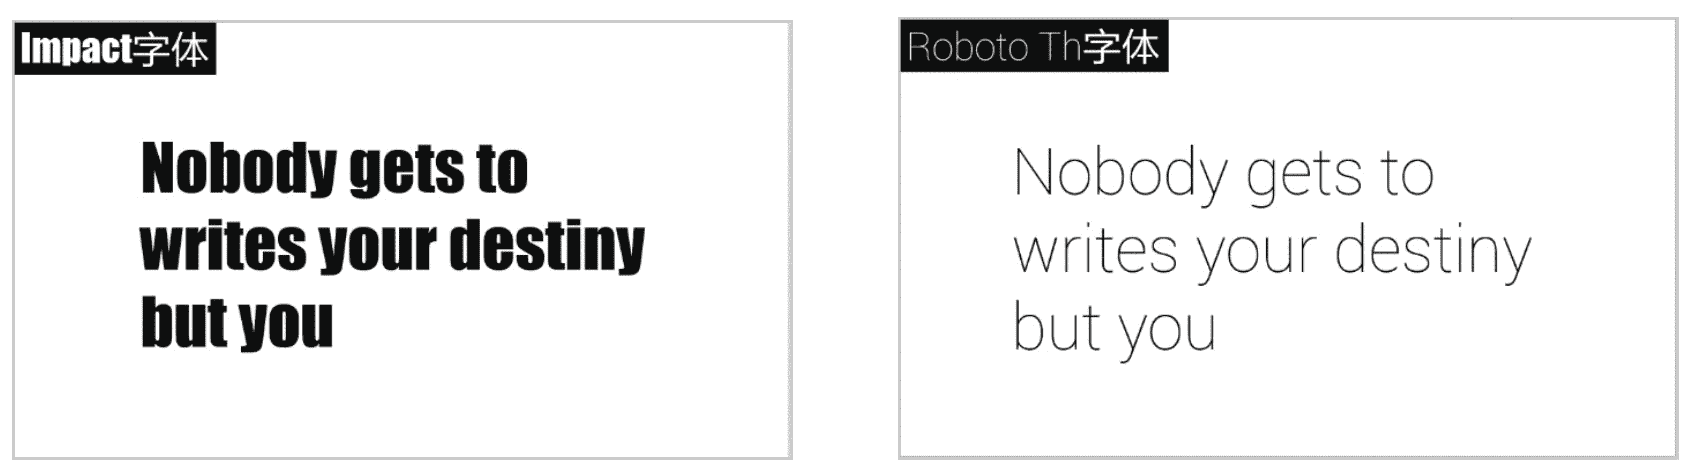 Impact字体
Nobody gets to
writes your destiny
but you
Roboto Th字体
Nobody gets to
writes your destiny
but you